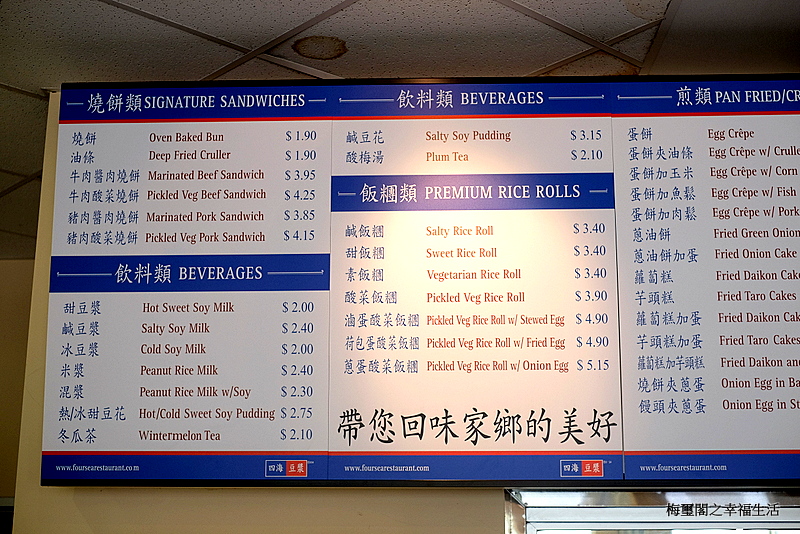 燒餅類 SIGNATURE SANDWICHES
燒餅 Oven Baked Bun $ 1.90
油條 Deep Fried Cruller $ 1.90
牛肉醬肉燒餅 Marinated Beef Sandwich $ 3.95
牛肉酸菜燒餅 Pickled Veg Beef Sandwich $ 4.25
豬肉醬肉燒餅 Marinated Pork Sandwich $ 3.85
豬肉酸菜燒餅 Pickled Veg Pork Sandwich $ 4.15
飲料類 BEVERAGES
甜豆漿 Hot Sweet Soy Milk $ 2.00
鹹豆漿 Salty Soy Milk $ 2.40
冰豆漿 Cold Soy Milk $ 2.00
米漿 Peanut Rice Milk $ 2.40
混漿 Peanut Rice Milk w/Soy $ 2.30
熱/冰甜豆花 Hot/Cold Sweet Soy Pudding $ 2.75
冬瓜茶 Wintermelon Tea $ 2.10
www.foursearestaurant.com
四海豆漿
飲料類 BEVERAGES
鹹豆花 Salty Soy Pudding $ 3.15
酸梅湯 Plum Tea $ 2.10
飯糰類 PREMIUM RICE ROLLS
鹹飯糰 Salty Rice Roll $ 3.40
甜飯糰 Sweet Rice Roll $ 3.40
素飯糰 Vegetarian Rice Roll $ 3.40
酸菜飯糰 Pickled Veg Rice Roll $ 3.90
滷蛋酸菜飯糰 Pickled Veg Rice Roll w/ Stewed Egg $ 4.90
荷包蛋酸菜飯糰 Pickled Veg Rice Roll w/ Fried Egg $ 4.90
蔥蛋酸菜飯糰 Pickled Veg Rice Roll w/ Onion Egg $ 5.15
帶您回味家鄉的美好
www.foursearestaurant.com
四海豆漿
煎類 PAN FRIED/CR
蛋餅 Egg Crêpe
蛋餅夾油條 Egg Crêpe w/ Crulle
蛋餅加玉米 Egg Crêpe w/ Corn
蛋餅加魚鬆 Egg Crêpe w/ Fish
蛋餅加肉鬆 Egg Crêpe w/ Pork
蔥油餅 Fried Green Onion
蔥油餅加蛋 Fried Onion Cake
蘿蔔糕 Fried Daikon Cake
芋頭糕 Fried Taro Cakes
蘿蔔糕加蛋 Fried Daikon Cak
芋頭糕加蛋 Fried Taro Cakes
蘿蔔糕加芋頭糕 Fried Daikon and
燒餅夾蔥蛋 Onion Egg in Ba
饅頭夾蔥蛋 Onion Egg in St
www.foursearestaurant.com
梅璽閣之幸福生活